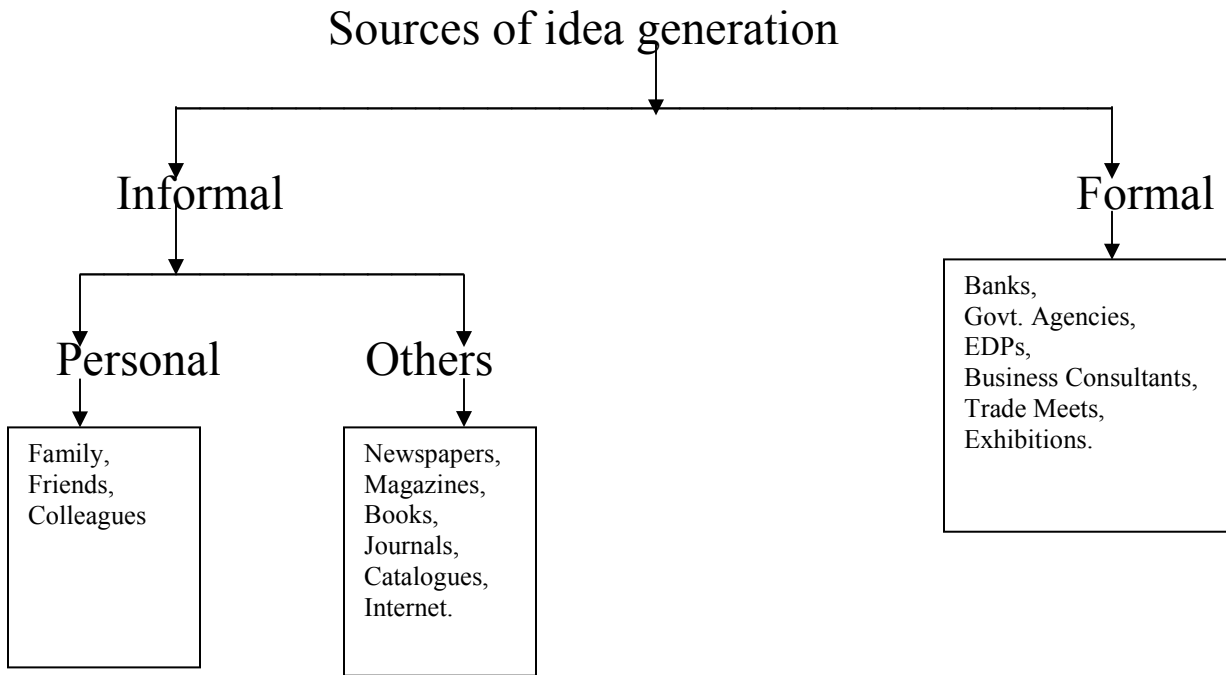 Sources of idea generation
Informal
Formal
Personal
Others
Family,
Friends,
Colleagues
Newspapers,
Magazines,
Books,
Journals,
Catalogues,
Internet.
Banks,
Govt. Agencies,
EDPs,
Business Consultants,
Trade Meets,
Exhibitions.